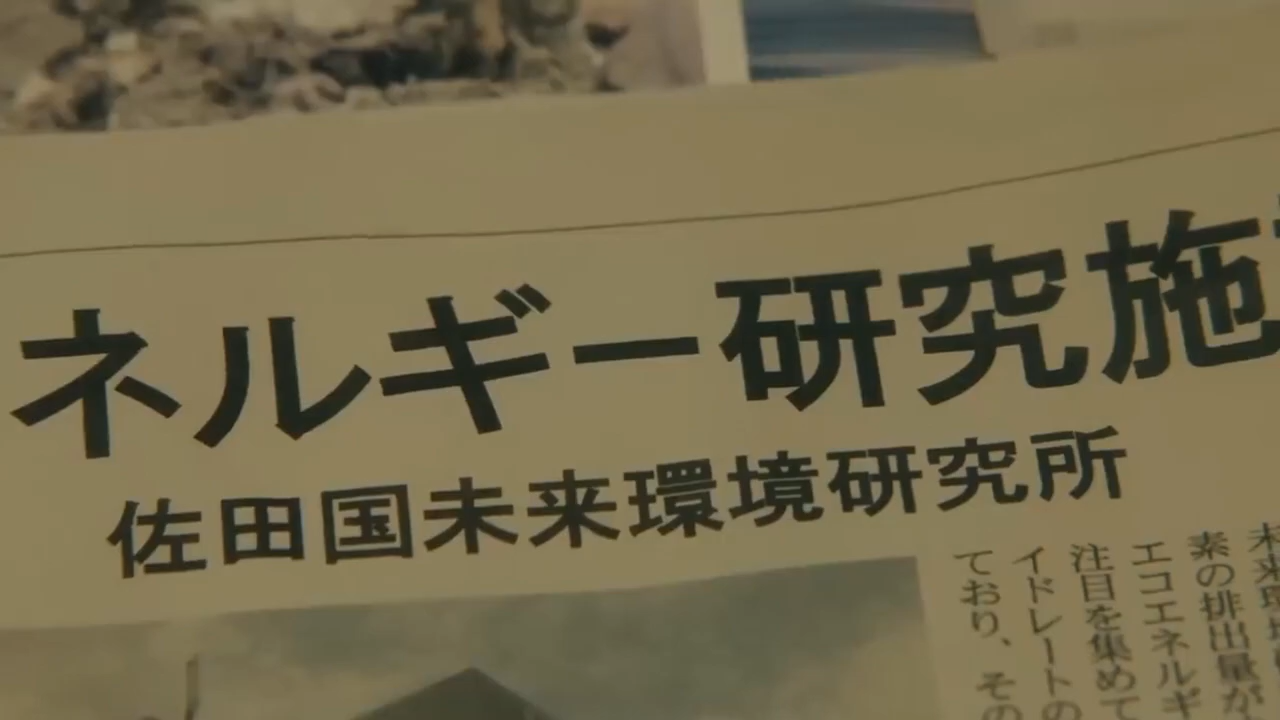 ネルギー研究施
佐田国未来環境研究所
未来環境
素の排出量が
エコエネルギ
注目を集めて
イドレートの
ており、その